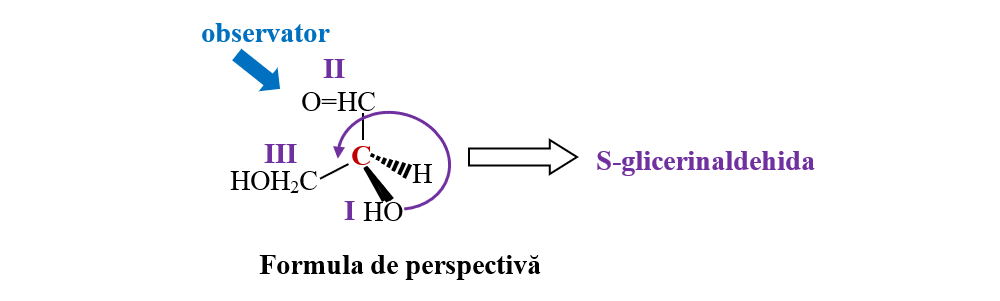 observator
II
O=HC
III
C
H
S-glicerinaldehida
HOH₂C
I HO
Formula de perspectivă